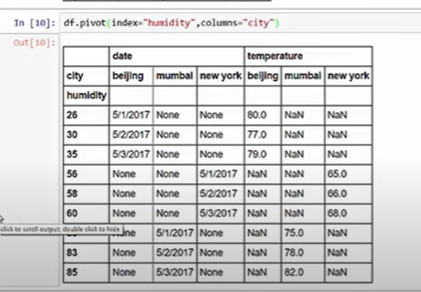 In [10]: df.pivot(index="humidity",columns="city")
Out[10]:
date temperature
city beijing mumbai new york beijing mumbai new york
humidity
26 5/1/2017 None None 80.0 NaN NaN
30 5/2/2017 None None 77.0 NaN NaN
35 5/3/2017 None None 79.0 NaN NaN
56 None None 5/1/2017 NaN NaN 65.0
58 None None 5/2/2017 NaN NaN 66.0
60 None None 5/3/2017 NaN NaN 68.0
click to scroll output; double click to hide
None 5/1/2017 None NaN 75.0 NaN
83 None 5/2/2017 None NaN 78.0 NaN
85 None 5/3/2017 None NaN 82.0 NaN